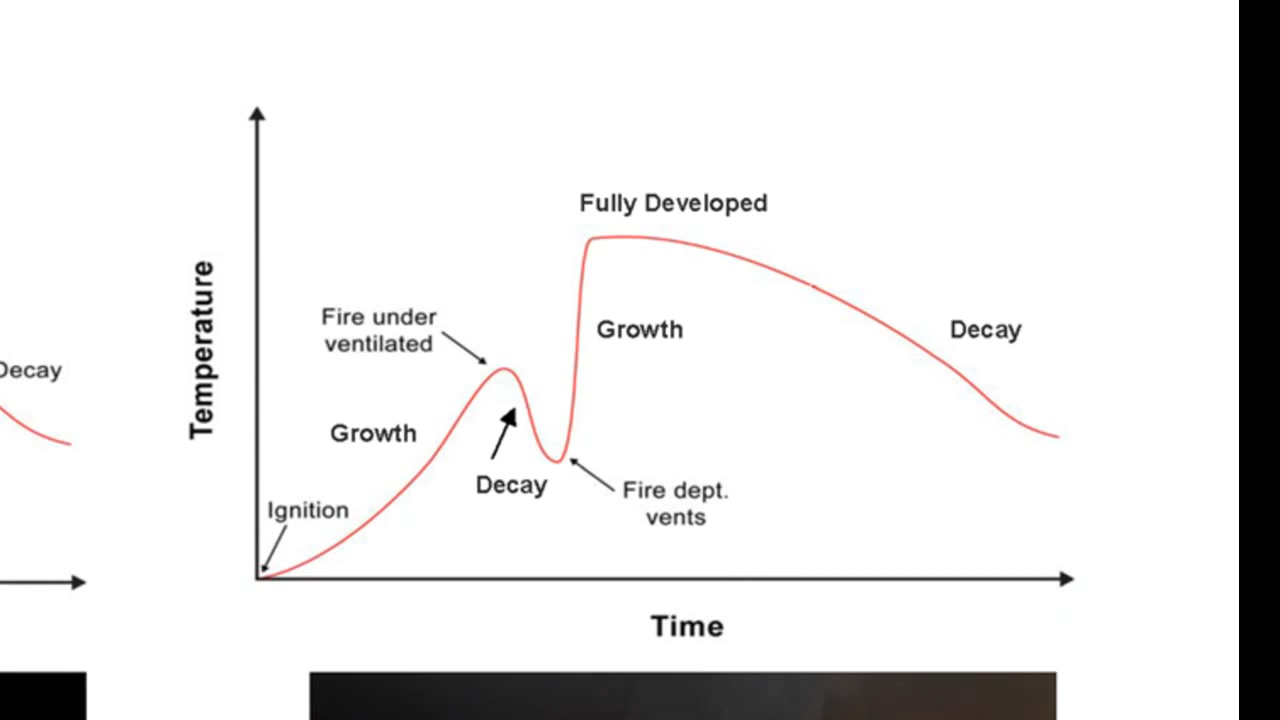 Fully Developed
Fire under
ventilated
Growth
Decay
Temperature
Decay
Growth
Decay
Fire dept.
vents
Ignition
Time